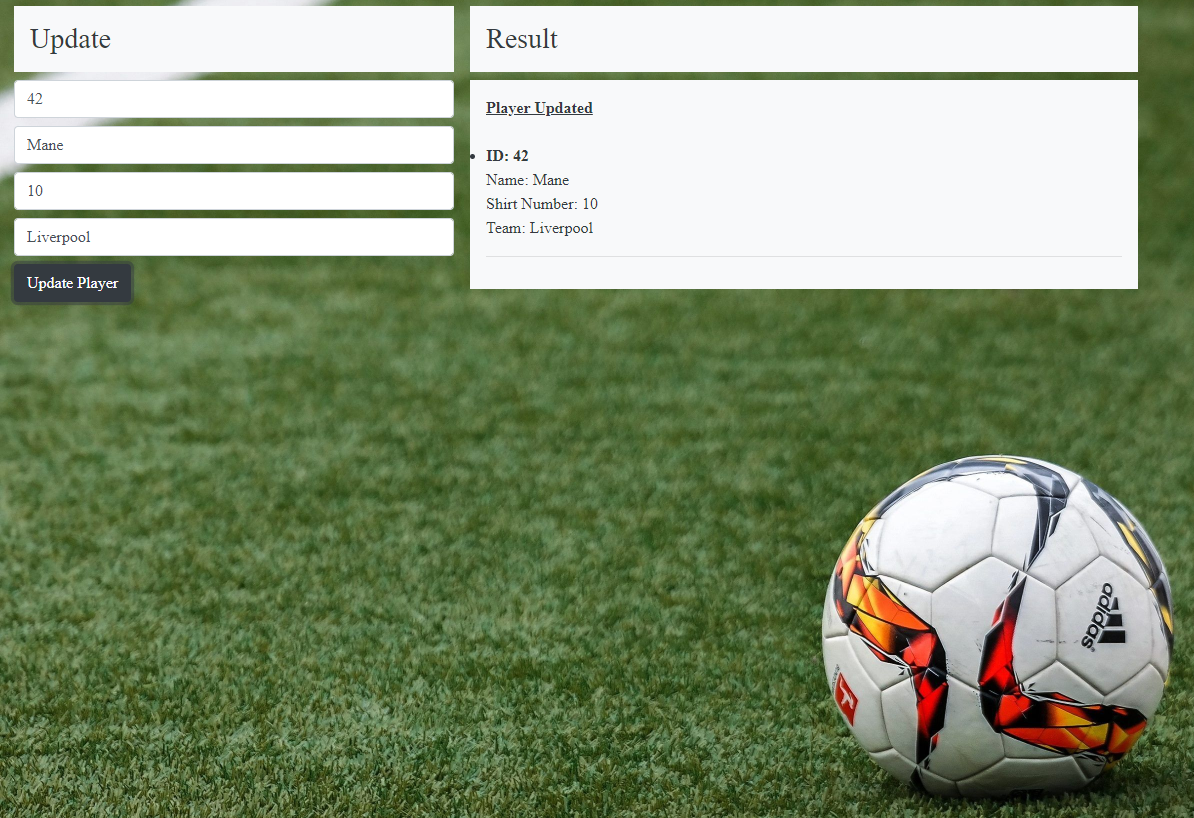 Update
42
Mane
10
Liverpool
Update Player
Result
Player Updated
ID: 42
Name: Mane
Shirt Number: 10
Team: Liverpool
adidas